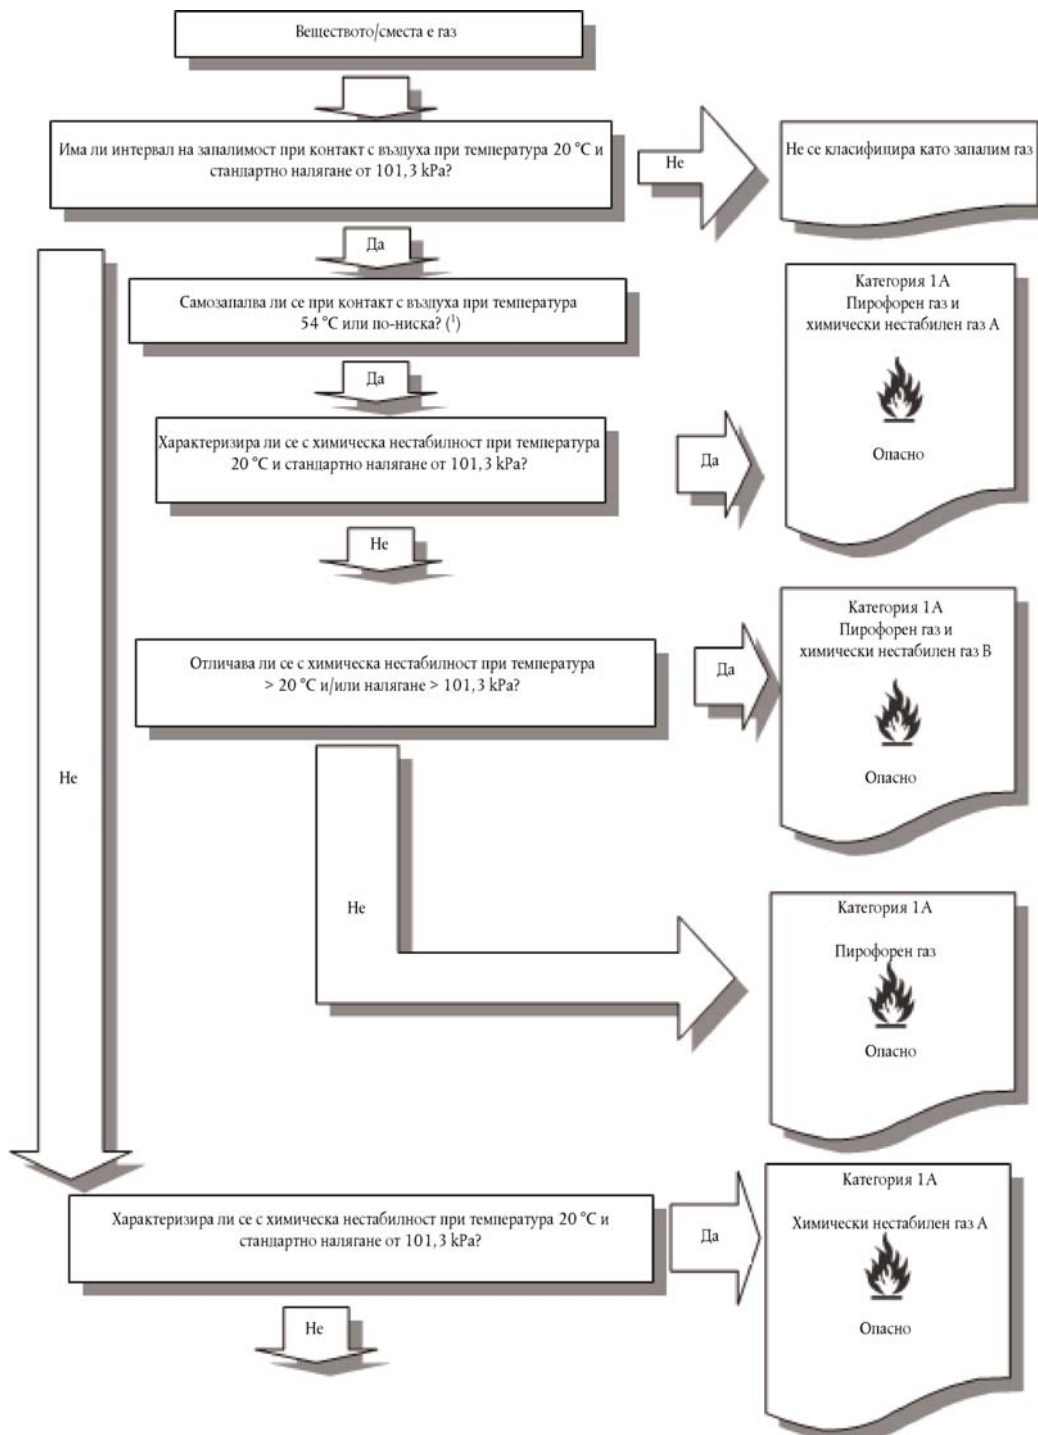 Веществото/сместа е газ
Има ли интервал на запалимост при контакт с въздуха при температура 20 °C и
стандартно налягане от 101,3 kPa?
Не
Не се класифицира като запалим газ
Да
Самозапалва ли се при контакт с въздуха при температура
54 °C или по-ниска? (¹)
Да
Категория 1А
Пирофорен газ и
химически нестабилен газ А
Опасно
Характеризира ли се с химическа нестабилност при температура
20 °C и стандартно налягане от 101,3 kPa?
Да
Не
Категория 1А
Пирофорен газ и
химически нестабилен газ В
Опасно
Отличава ли се с химическа нестабилност при температура
> 20 °C и/или налягане > 101,3 kPa?
Да
Не
Не
Категория 1А
Пирофорен газ
Опасно
Характеризира ли се с химическа нестабилност при температура 20 °C и
стандартно налягане от 101,3 kPa?
Да
Категория 1А
Химически нестабилен газ А
Опасно
Не